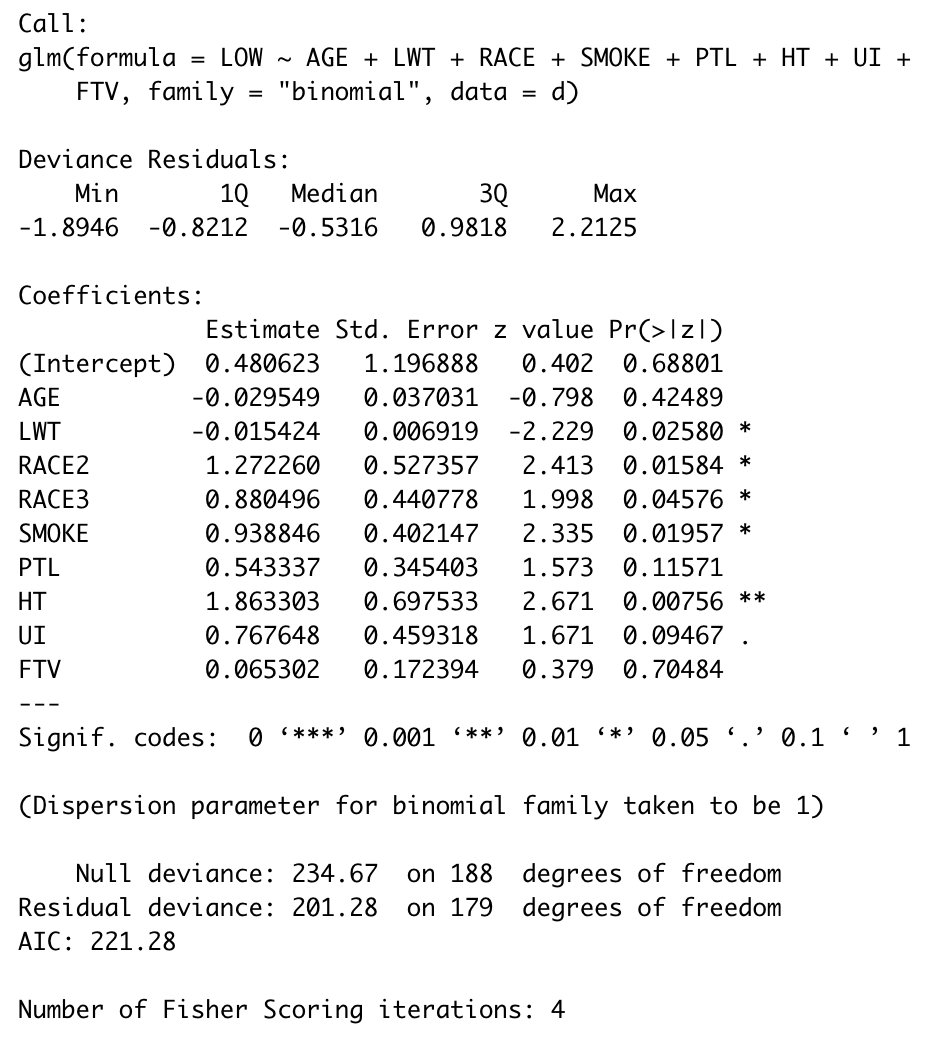 Call:
glm(formula = LOW ~ AGE + LWT + RACE + SMOKE + PTL + HT + UI +
    FTV, family = "binomial", data = d)

Deviance Residuals:
    Min       1Q   Median       3Q      Max
-1.8946  -0.8212  -0.5316   0.9818   2.2125

Coefficients:
             Estimate Std. Error z value Pr(>|z|)
(Intercept)  0.480623   1.196888   0.402  0.68801
AGE         -0.029549   0.037031  -0.798  0.42489
LWT         -0.015424   0.006919  -2.229  0.02580 *
RACE2        1.272260   0.527357   2.413  0.01584 *
RACE3        0.880496   0.440778   1.998  0.04576 *
SMOKE        0.938846   0.402147   2.335  0.01957 *
PTL          0.543337   0.345403   1.573  0.11571
HT           1.863303   0.697533   2.671  0.00756 **
UI           0.767648   0.459318   1.671  0.09467 .
FTV          0.065302   0.172394   0.379  0.70484
---
Signif. codes:  0 ‘***’ 0.001 ‘**’ 0.01 ‘*’ 0.05 ‘.’ 0.1 ‘ ’ 1

(Dispersion parameter for binomial family taken to be 1)

    Null deviance: 234.67  on 188  degrees of freedom
Residual deviance: 201.28  on 179  degrees of freedom
AIC: 221.28

Number of Fisher Scoring iterations: 4